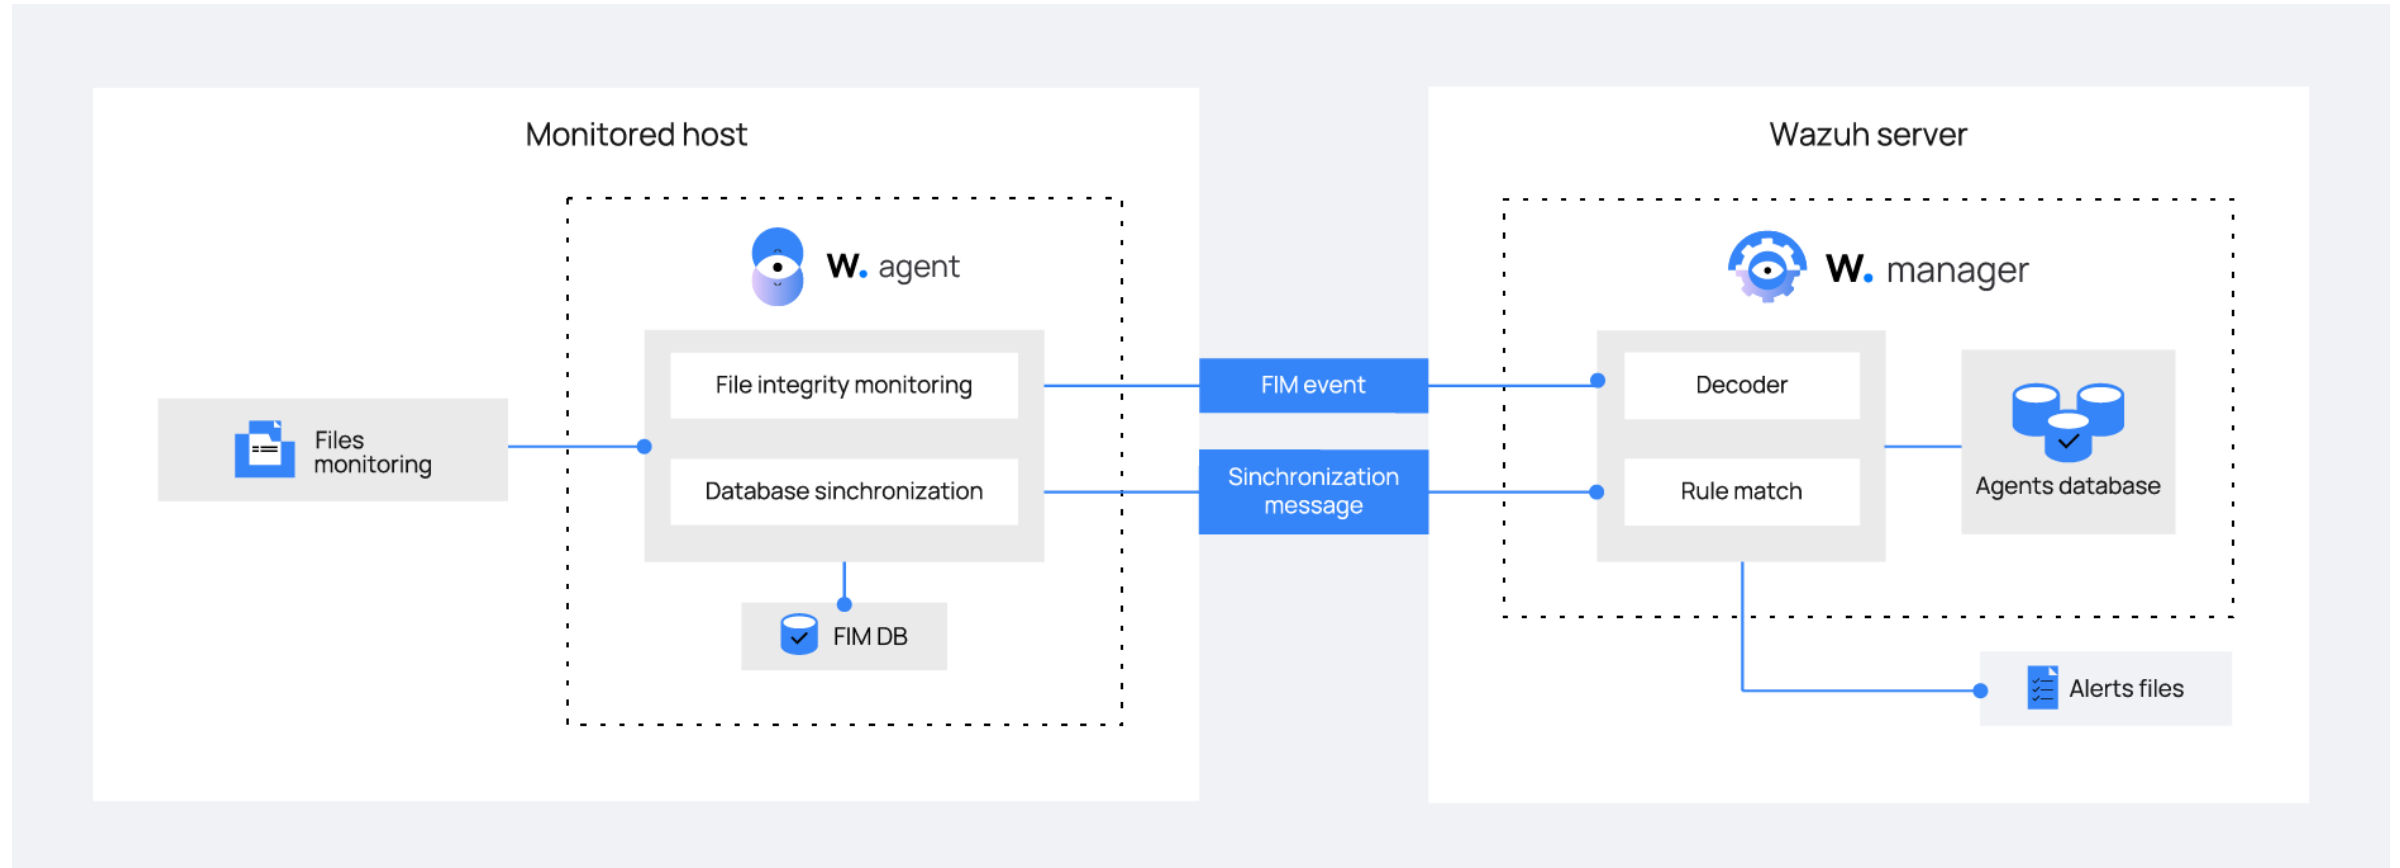 Monitored host
W. agent
File integrity monitoring
Files
monitoring
Database sinchronization
FIM DB
FIM event
Sinchronization
message
Wazuh server
W. manager
Decoder
Rule match
Agents database
Alerts files